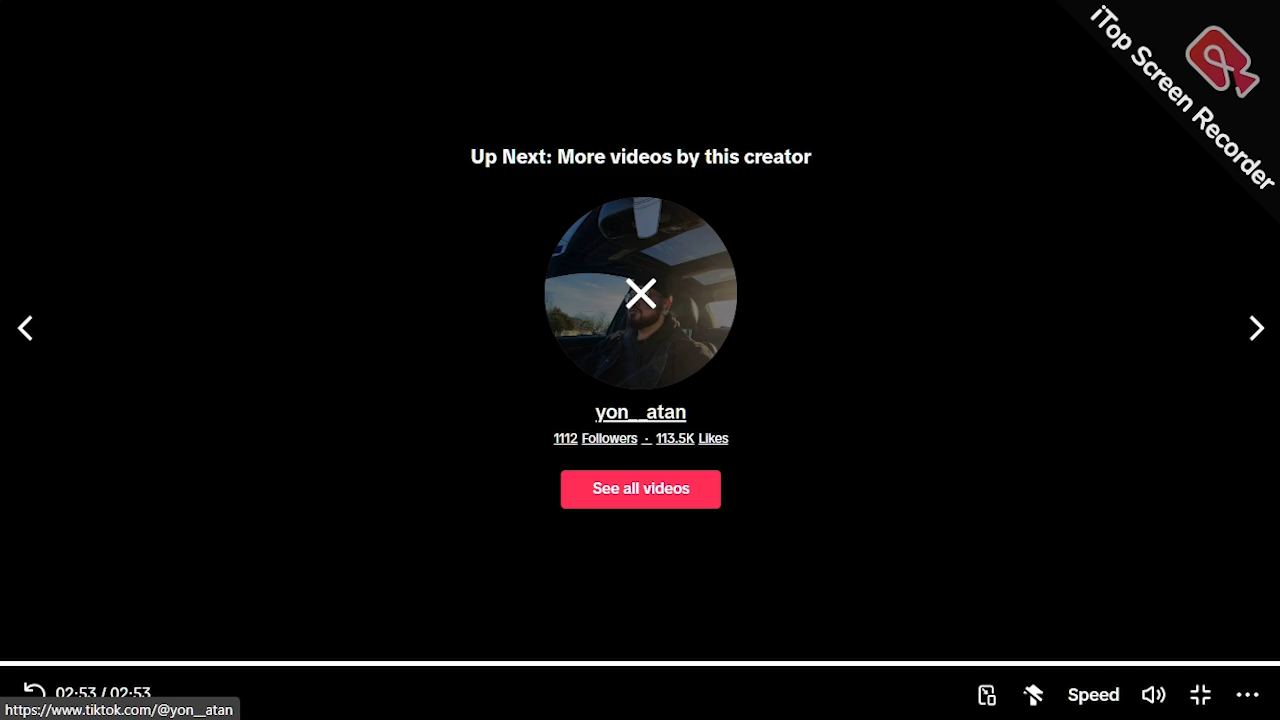 iTop Screen Recorder
Up Next: More videos by this creator
yon__atan
1112 Followers · 113.5K Likes
See all videos
02:53 / 02:53
Speed
https://www.tiktok.com/@yon__atan